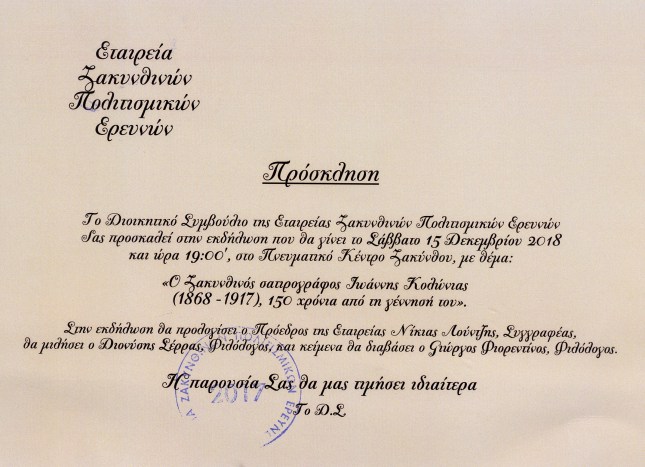 Εταιρεία
Ζακυνθινών
Πολιτισμικών
Ερευνών
Πρόσκληση
Το Διοικητικό Συμβούλιο της Εταιρείας Ζακυνθινών Πολιτισμικών Ερευνών
Σας προσκαλεί στην εκδήλωση που θα γίνει το Σάββατο 15 Δεκεμβρίου 2018
και ώρα 19:00', στο Πνευματικό Κέντρο Ζακύνθου, με θέμα:
«Ο Ζακυνθινός σατιρογράφος Ιωάννης Κολώνιας
(1868 -1917), 150 χρόνια από τη γέννησή του».
Στην εκδήλωση θα προλογίσει ο Πρόεδρος της Εταιρείας Νίκιας Λούντζης, Συγγραφέας,
θα μιλήσει ο Διονύσης Σέρρας, Φιλόλογος, και κείμενα θα διαβάσει ο Γιώργος Φιορεντίνος, Φιλόλογος.
Η παρουσία Σας θα μας τιμήσει ιδιαίτερα
Το Δ.Σ.
2017